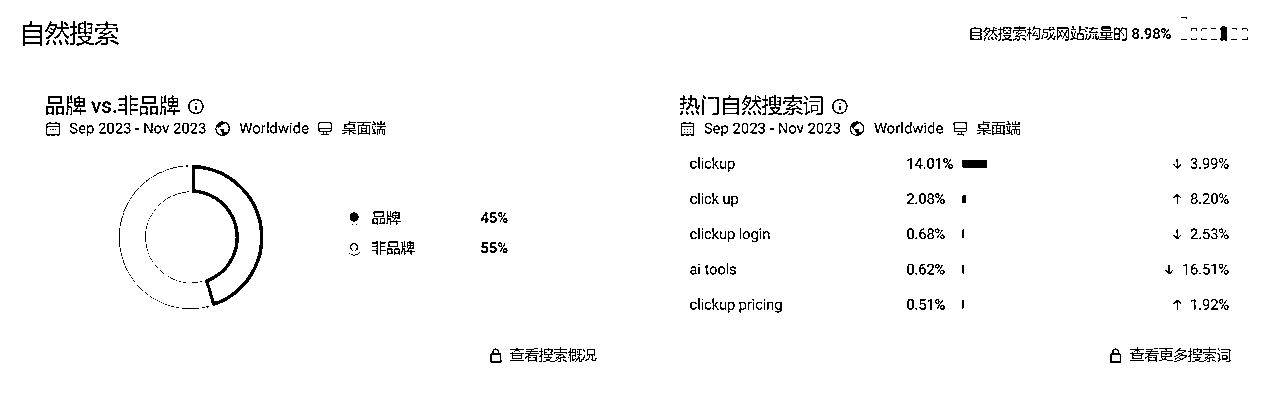 自然搜索
自然搜索构成网站流量的 8.98%
品牌 vs.非品牌
Sep 2023 - Nov 2023 Worldwide 桌面端
品牌 45%
非品牌 55%
查看搜索概况
热门自然搜索词
Sep 2023 - Nov 2023 Worldwide 桌面端
clickup 14.01% ↓ 3.99%
click up 2.08% ↑ 8.20%
clickup login 0.68% ↓ 2.53%
ai tools 0.62% ↓ 16.51%
clickup pricing 0.51% ↑ 1.92%
查看更多搜索词